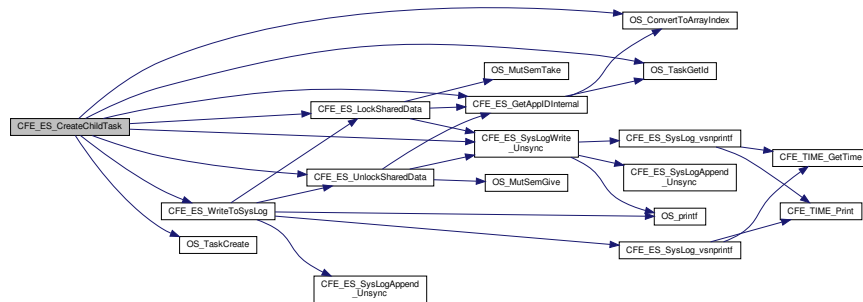 OS_ConvertToArrayIndex
OS_MutSemTake
OS_TaskGetId
CFE_ES_CreateChildTask
CFE_ES_LockSharedData
CFE_ES_GetAppIDInternal
CFE_ES_SysLogWrite
_Unsync
CFE_ES_SysLog_vsnprintf
CFE_TIME_GetTime
CFE_ES_UnlockSharedData
OS_MutSemGive
CFE_ES_SysLogAppend
_Unsync
CFE_ES_WriteToSysLog
OS_printf
CFE_TIME_Print
OS_TaskCreate
CFE_ES_SysLog_vsnprintf
CFE_ES_SysLogAppend
_Unsync